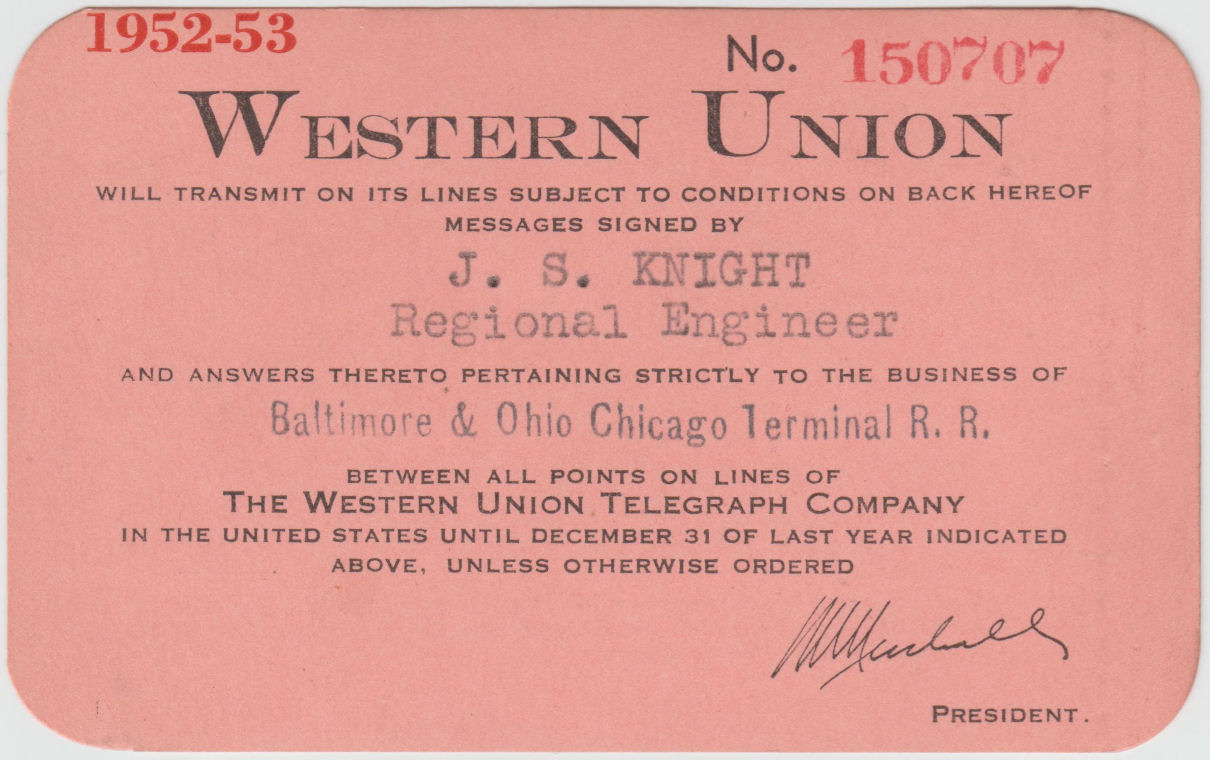 1952-53
No. 150707
WESTERN UNION
WILL TRANSMIT ON ITS LINES SUBJECT TO CONDITIONS ON BACK HEREOF
MESSAGES SIGNED BY
J. S. KNIGHT
Regional Engineer
AND ANSWERS THERETO PERTAINING STRICTLY TO THE BUSINESS OF
Baltimore & Ohio Chicago Terminal R. R.
BETWEEN ALL POINTS ON LINES OF
THE WESTERN UNION TELEGRAPH COMPANY
IN THE UNITED STATES UNTIL DECEMBER 31 OF LAST YEAR INDICATED
ABOVE, UNLESS OTHERWISE ORDERED
PRESIDENT.